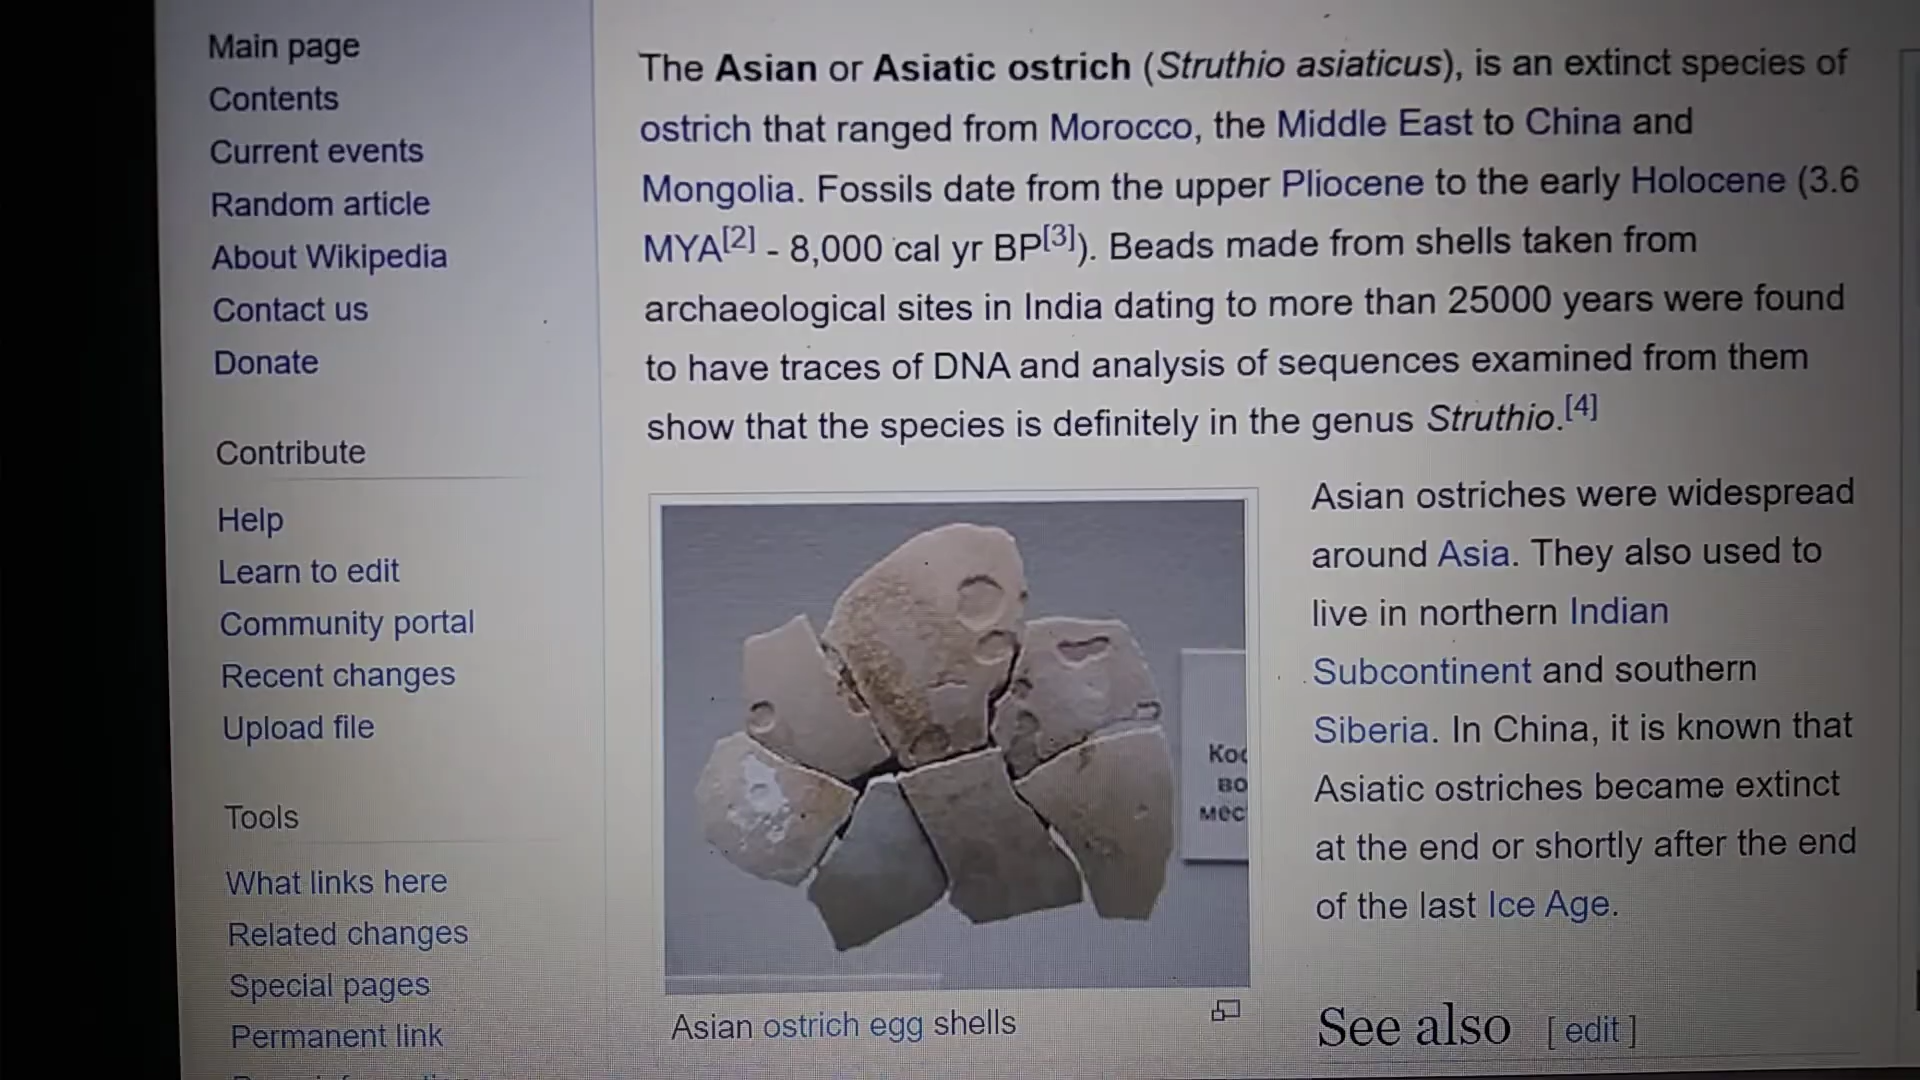 Main page
Contents
Current events
Random article
About Wikipedia
Contact us
Donate
Contribute
Help
Learn to edit
Community portal
Recent changes
Upload file
Tools
What links here
Related changes
Special pages
Permanent link
The Asian or Asiatic ostrich (Struthio asiaticus), is an extinct species of
ostrich that ranged from Morocco, the Middle East to China and
Mongolia. Fossils date from the upper Pliocene to the early Holocene (3.6
MYA[2] - 8,000 cal yr BP[3]). Beads made from shells taken from
archaeological sites in India dating to more than 25000 years were found
to have traces of DNA and analysis of sequences examined from them
show that the species is definitely in the genus Struthio.[4]
Кос
во
мес
Asian ostrich egg shells
Asian ostriches were widespread
around Asia. They also used to
live in northern Indian
Subcontinent and southern
Siberia. In China, it is known that
Asiatic ostriches became extinct
at the end or shortly after the end
of the last Ice Age.
See also [ edit ]